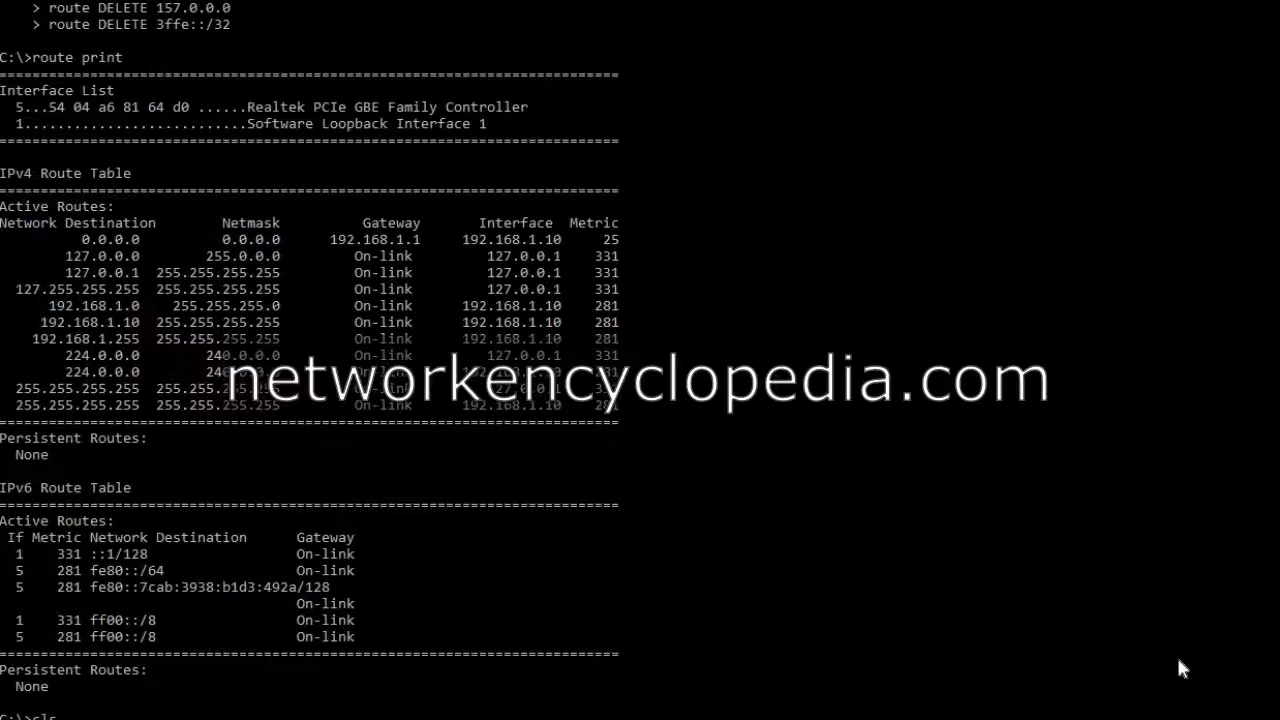 > route DELETE 157.0.0.0
> route DELETE 3ffe::/32
C:\>route print
===========================================================================
Interface List
5...54 04 a6 81 64 d0 ......Realtek PCIe GBE Family Controller
1...........................Software Loopback Interface 1
===========================================================================
IPv4 Route Table
===========================================================================
Active Routes:
Network Destination Netmask Gateway Interface Metric
0.0.0.0 0.0.0.0 192.168.1.1 192.168.1.10 25
127.0.0.0 255.0.0.0 On-link 127.0.0.1 331
127.0.0.1 255.255.255.255 On-link 127.0.0.1 331
127.255.255.255 255.255.255.255 On-link 127.0.0.1 331
192.168.1.0 255.255.255.0 On-link 192.168.1.10 281
192.168.1.10 255.255.255.255 On-link 192.168.1.10 281
192.168.1.255 255.255.255.255 On-link 192.168.1.10 281
224.0.0.0 240.0.0.0 On-link 127.0.0.1 331
224.0.0.0
networkencyclopedia.com
255.255.255.255
255.255.255.255 255.255.255.255 On-link 192.168.1.10 281
===========================================================================
Persistent Routes:
None
IPv6 Route Table
===========================================================================
Active Routes:
If Metric Network Destination Gateway
1 331 ::1/128 On-link
5 281 fe80::/64 On-link
5 281 fe80::7cab:3938:b1d3:492a/128
On-link
1 331 ff00::/8 On-link
5 281 ff00::/8 On-link
===========================================================================
Persistent Routes:
None
C:\>cls